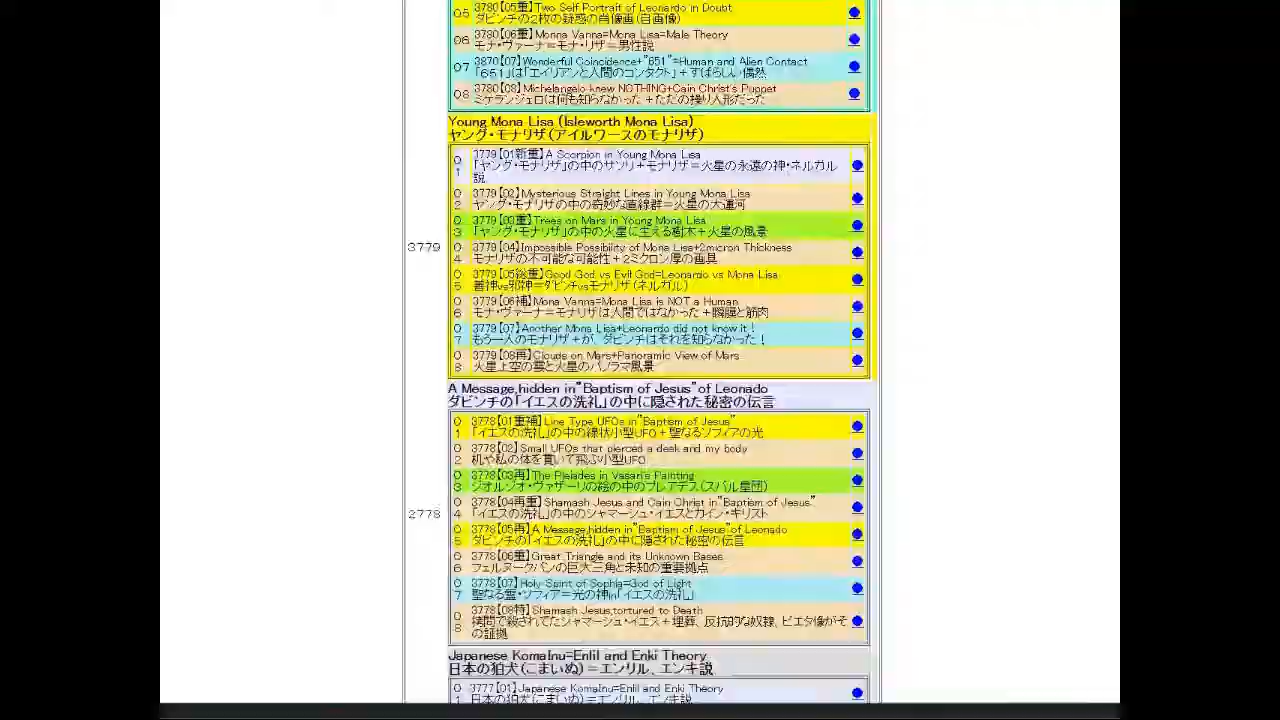 05 3780【05重】Two Self Portrait of Leonardo in Doubt
ダビンチの2枚の疑惑の肖像画(自画像)
06 3780【06重】Monna Vanna=Mona Lisa=Male Theory
モナ・ヴァーナ=モナ・リザ=男性説
07 3870【07】Wonderful Coincidence+"651"=Human and Alien Contact
「651」は「エイリアンと人間のコンタクト」+すばらしい偶然
08 3780【08】Michelangelo knew NOTHING+Cain Christ's Puppet
ミケランジェロは何も知らなかった+ただの操り人形だった
Young Mona Lisa (Isleworth Mona Lisa)
ヤング・モナリザ(アイルワースのモナリザ)
3779
01 3779【01新重】A Scorpion in Young Mona Lisa
「ヤング・モナリザ」の中のサソリ+モナリザ=火星の永遠の神・ネルガル
説
02 3779【02】Mysterious Straight Lines in Young Mona Lisa
ヤング・モナリザの中の奇妙な直線群=火星の大運河
03 3779【03重】Trees on Mars in Young Mona Lisa
「ヤング・モナリザ」の中の火星に生える樹木+火星の風景
04 3779【04】Impossible Possibility of Mona Lisa+2micron Thickness
モナリザの不可能な可能性+2ミクロン厚の画具
05 3779【05総重】Good God vs Evil God=Leonardo vs Mona Lisa
善神vs邪神=ダビンチvsモナリザ(ネルガル)
06 3779【06補】Mona Vanna=Mona Lisa is NOT a Human
モナ・ヴァーナ=モナリザは人間ではなかった+髑髏と筋肉
07 3779【07】Another Mona Lisa+Leonardo did not know it!
もう一人のモナリザ+が、ダビンチはそれを知らなかった!
08 3779【08再】Clouds on Mars+Panoramic View of Mars
火星上空の雲と火星のパノラマ風景
A Message,hidden in"Baptism of Jesus"of Leonado
ダビンチの「イエスの洗礼」の中に隠された秘密の伝言
2778
01 3778【01重補】Line Type UFOs in"Baptism of Jesus"
「イエスの洗礼」の中の線状小型UFO+聖なるソフィアの光
02 3778【02】Small UFOs that pierced a desk and my body
机や私の体を貫いて飛ぶ小型UFO
03 3778【03再】The Pleiades in Vasari's Painting
ジオルジオ・ヴァザーリの絵の中のプレアデス(スバル星団)
04 3778【04再重】Shamash Jesus and Cain Christ in"Baptism of Jesus"
「イエスの洗礼」の中のシャマーシュ・イエスとカイン・キリスト
05 3778【05再】A Message,hidden in"Baptism of Jesus"of Leonado
ダビンチの「イエスの洗礼」の中に隠された秘密の伝言
06 3778【06重】Great Triangle and its Unknown Bases
フェルヌークバンの巨大三角と未知の重要拠点
07 3778【07】Holy Spirit of Sophia=God of Light
聖なる霊・ソフィア=光の神in「イエスの洗礼」
08 3778【08特】Shamash Jesus,tortured to Death
拷問で殺されてたシャマーシュ・イエス+埋葬、反抗的な奴隷、ピエタ像がそ
の証拠
Japanese KomaInu=Enlil and Enki Theory
日本の狛犬(こまいぬ)=エンリル、エンキ説
01 3777【01】Japanese KomaInu=Enlil and Enki Theory
日本の狛犬(こまいぬ)=エンリル、エンキ説